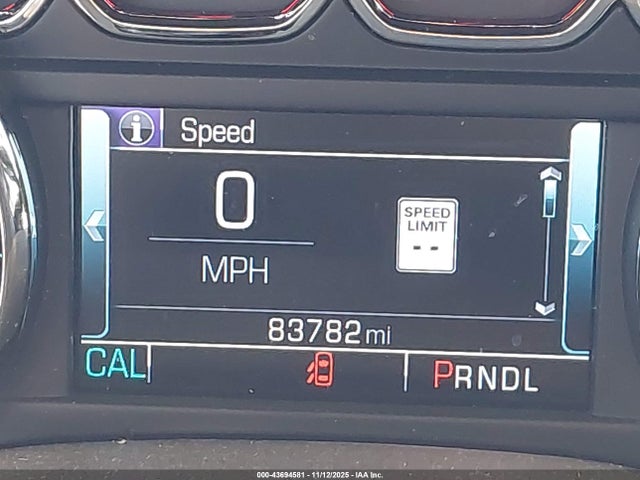 i Speed
0
MPH
SPEED
LIMIT
--
83782 mi
CAL PRNDL
000-43694581 - 11/12/2025 - IAA Inc.